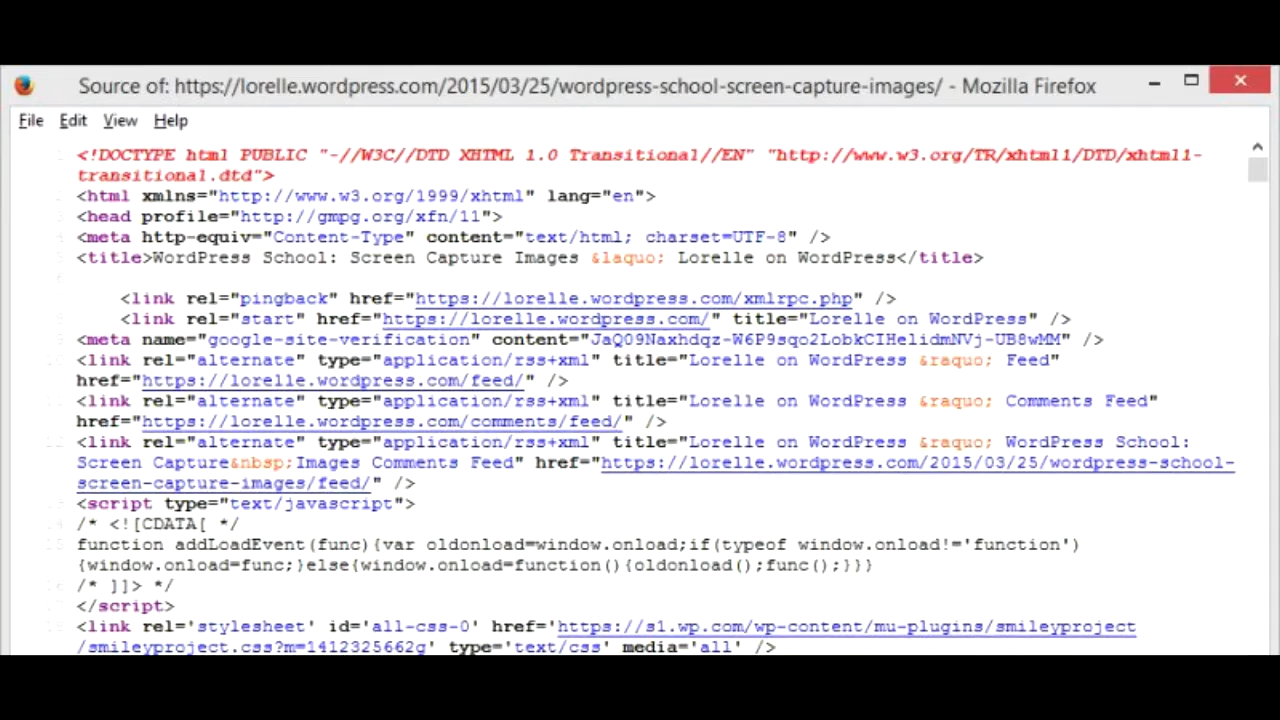 Source of: https://lorelle.wordpress.com/2015/03/25/wordpress-school-screen-capture-images/ - Mozilla Firefox
File Edit View Help
<!DOCTYPE html PUBLIC "-//W3C//DTD XHTML 1.0 Transitional//EN" "http://www.w3.org/TR/xhtml1/DTD/xhtml1-
transitional.dtd">
<html xmlns="http://www.w3.org/1999/xhtml" lang="en">
<head profile="http://gmpg.org/xfn/11">
<meta http-equiv="Content-Type" content="text/html; charset=UTF-8" />
<title>WordPress School: Screen Capture Images &laquo; Lorelle on WordPress</title>
<link rel="pingback" href="https://lorelle.wordpress.com/xmlrpc.php" />
<link rel="start" href="https://lorelle.wordpress.com/" title="Lorelle on WordPress" />
<meta name="google-site-verification" content="JaQ09Naxhdqz-W6P9sqo2LobkCIHelidmNVj-UB8wMM" />
<link rel="alternate" type="application/rss+xml" title="Lorelle on WordPress &raquo; Feed"
href="https://lorelle.wordpress.com/feed/" />
<link rel="alternate" type="application/rss+xml" title="Lorelle on WordPress &raquo; Comments Feed"
href="https://lorelle.wordpress.com/comments/feed/" />
<link rel="alternate" type="application/rss+xml" title="Lorelle on WordPress &raquo; WordPress School:
Screen Capture&nbsp;Images Comments Feed" href="https://lorelle.wordpress.com/2015/03/25/wordpress-school-
screen-capture-images/feed/" />
<script type="text/javascript">
/* <![CDATA[ */
function addLoadEvent(func){var oldonload=window.onload;if(typeof window.onload!='function')
{window.onload=func;}else{window.onload=function(){oldonload();func();}}}
/* ]]> */
</script>
<link rel='stylesheet' id='all-css-0' href='https://s1.wp.com/wp-content/mu-plugins/smileyproject
/smileyproject.css?m=1412325662g' type='text/css' media='all' />